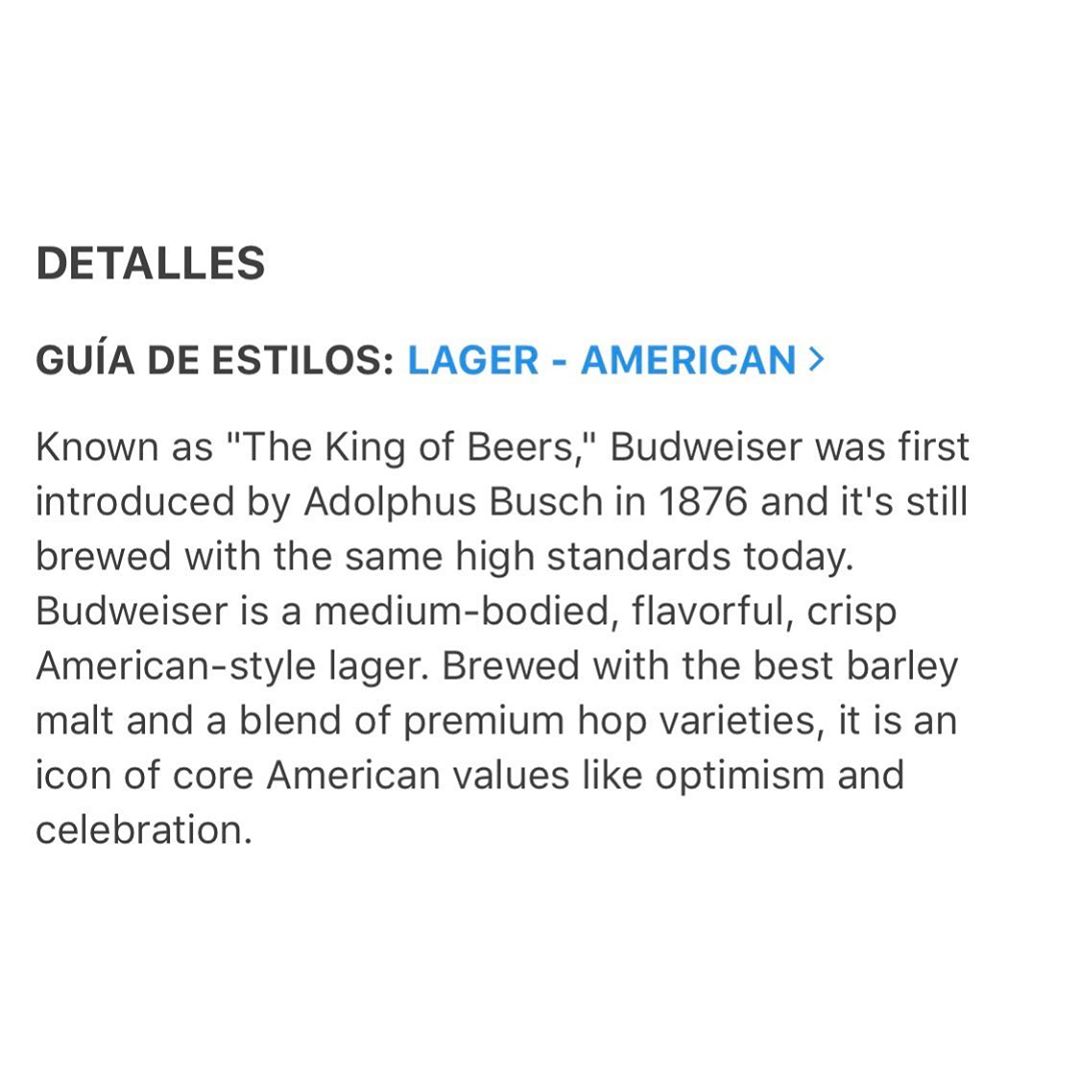 DETALLES
GUÍA DE ESTILOS: LAGER - AMERICAN >
Known as "The King of Beers," Budweiser was first
introduced by Adolphus Busch in 1876 and it's still
brewed with the same high standards today.
Budweiser is a medium-bodied, flavorful, crisp
American-style lager. Brewed with the best barley
malt and a blend of premium hop varieties, it is an
icon of core American values like optimism and
celebration.